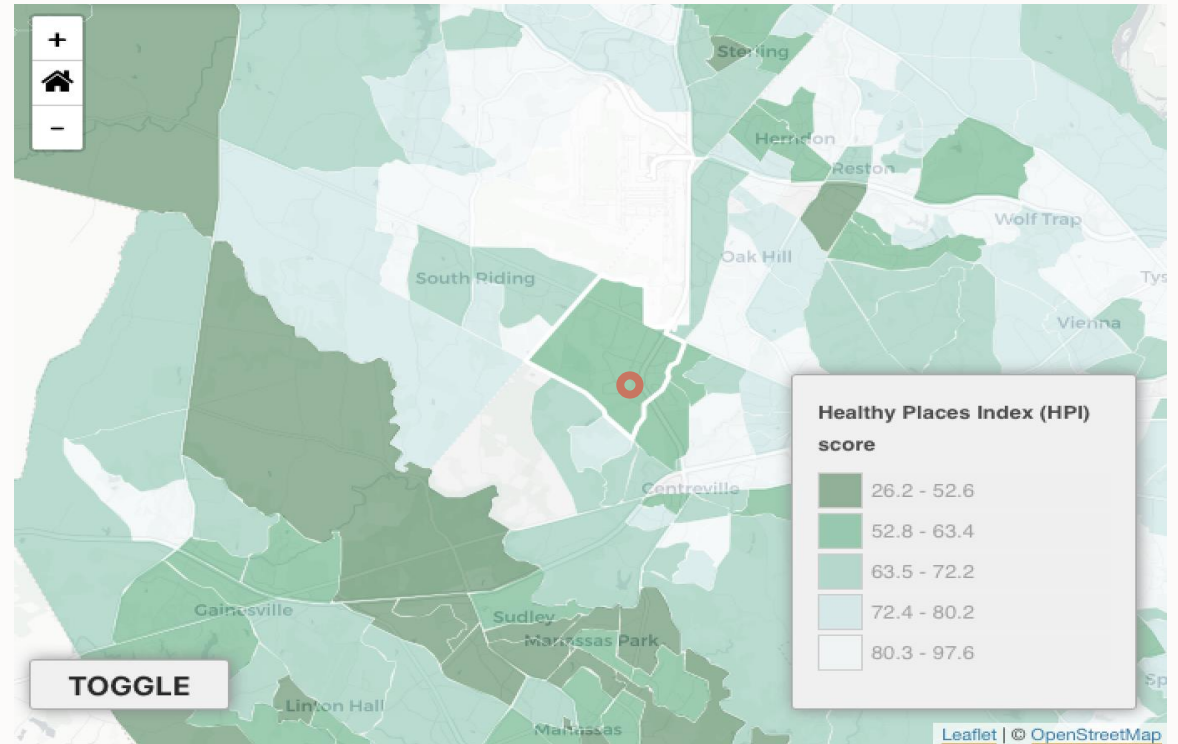 +
−
Sterling
Herndon
Reston
Wolf Trap
Oak Hill
South Riding
Vienna
Healthy Places Index (HPI)
score
26.2 - 52.6
52.8 - 63.4
63.5 - 72.2
72.4 - 80.2
80.3 - 97.6
Centreville
Gainesville
Sudley
Manassas Park
TOGGLE
Linton Hall
Manassas
Leaflet | © OpenStreetMap